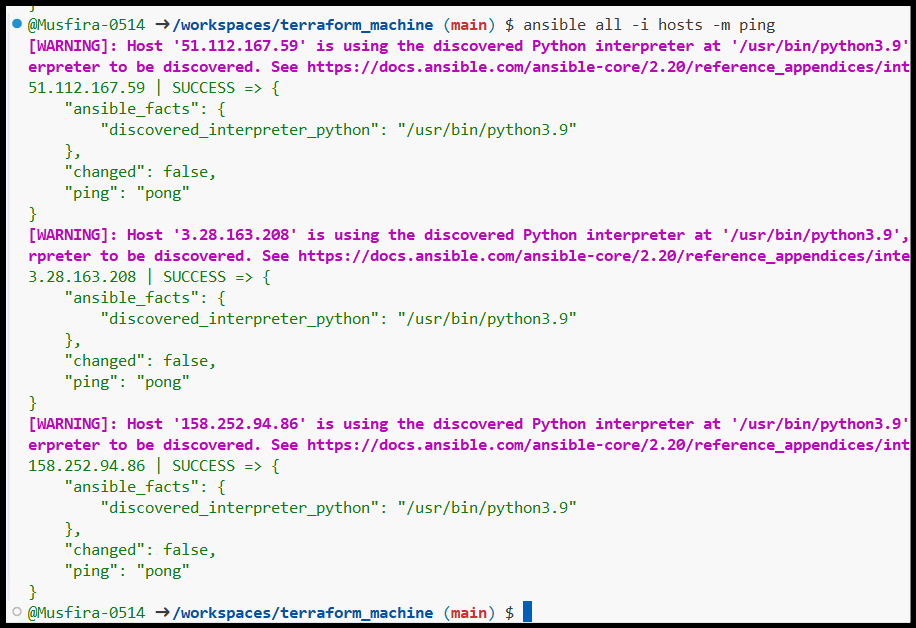 }
@Musfira-0514 → /workspaces/terraform_machine (main) $ ansible all -i hosts -m ping
[WARNING]: Host '51.112.167.59' is using the discovered Python interpreter at '/usr/bin/python3.9'
erpreter to be discovered. See https://docs.ansible.com/ansible-core/2.20/reference_appendices/int
51.112.167.59 | SUCCESS => {
    "ansible_facts": {
        "discovered_interpreter_python": "/usr/bin/python3.9"
    },
    "changed": false,
    "ping": "pong"
}
[WARNING]: Host '3.28.163.208' is using the discovered Python interpreter at '/usr/bin/python3.9',
rpreter to be discovered. See https://docs.ansible.com/ansible-core/2.20/reference_appendices/inte
3.28.163.208 | SUCCESS => {
    "ansible_facts": {
        "discovered_interpreter_python": "/usr/bin/python3.9"
    },
    "changed": false,
    "ping": "pong"
}
[WARNING]: Host '158.252.94.86' is using the discovered Python interpreter at '/usr/bin/python3.9'
erpreter to be discovered. See https://docs.ansible.com/ansible-core/2.20/reference_appendices/int
158.252.94.86 | SUCCESS => {
    "ansible_facts": {
        "discovered_interpreter_python": "/usr/bin/python3.9"
    },
    "changed": false,
    "ping": "pong"
}
@Musfira-0514 → /workspaces/terraform_machine (main) $